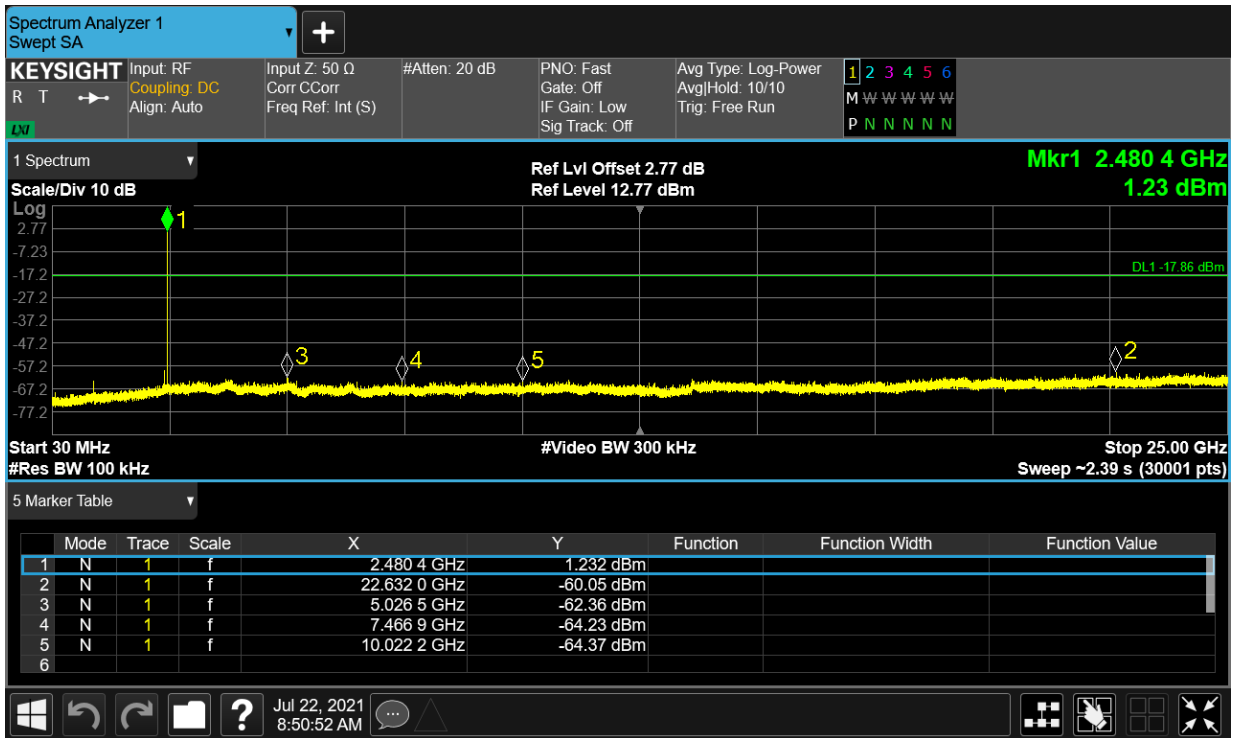 Spectrum Analyzer 1
Swept SA
KEYSIGHT
R T
LXI
Input: RF
Coupling: DC
Align: Auto
Input Z: 50 Ω
Corr CCorr
Freq Ref: Int (S)
#Atten: 20 dB
PNO: Fast
Gate: Off
IF Gain: Low
Sig Track: Off
Avg Type: Log-Power
Avg|Hold: 10/10
Trig: Free Run
1 2 3 4 5 6
M W W W W W
P N N N N N
1 Spectrum
Scale/Div 10 dB
Ref Lvl Offset 2.77 dB
Ref Level 12.77 dBm
Mkr1 2.480 4 GHz
1.23 dBm
Log
2.77
-7.23
-17.2
-27.2
-37.2
-47.2
-57.2
-67.2
-77.2
1
DL1 -17.86 dBm
3
4
5
2
Start 30 MHz
#Video BW 300 kHz
Stop 25.00 GHz
#Res BW 100 kHz
Sweep ~2.39 s (30001 pts)
5 Marker Table
Mode Trace Scale X Y Function Function Width Function Value
1 N 1 f 2.480 4 GHz 1.232 dBm
2 N 1 f 22.632 0 GHz -60.05 dBm
3 N 1 f 5.026 5 GHz -62.36 dBm
4 N 1 f 7.466 9 GHz -64.23 dBm
5 N 1 f 10.022 2 GHz -64.37 dBm
6
?
Jul 22, 2021
8:50:52 AM